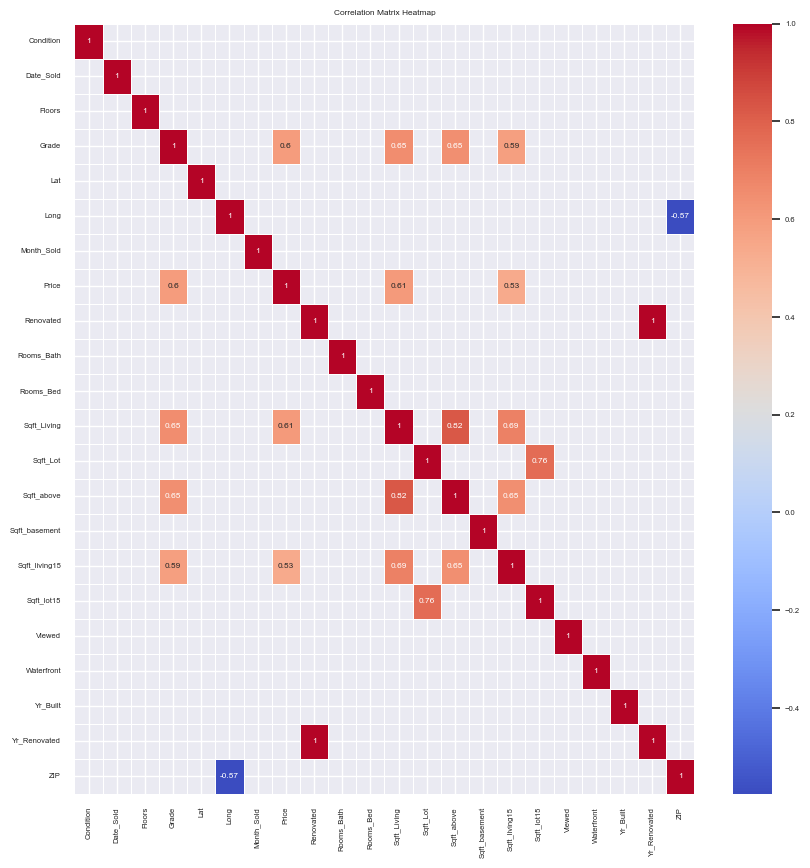 Correlation Matrix Heatmap
Condition 1
Date_Sold 1
Floors 1
Grade 1 0.6 0.65 0.65 0.59
Lat 1
Long 1 -0.57
Month_Sold 1
Price 0.6 1 0.61 0.53
Renovated 1 1
Rooms_Bath 1
Rooms_Bed 1
Sqft_Living 0.65 0.61 1 0.82 0.69
Sqft_Lot 1 0.76
Sqft_above 0.65 0.82 1 0.65
Sqft_basement 1
Sqft_living15 0.59 0.53 0.69 0.65 1
Sqft_lot15 0.76 1
Viewed 1
Waterfront 1
Yr_Built 1
Yr_Renovated 1 1
ZIP -0.57 1
Condition
Date_Sold
Floors
Grade
Lat
Long
Month_Sold
Price
Renovated
Rooms_Bath
Rooms_Bed
Sqft_Living
Sqft_Lot
Sqft_above
Sqft_basement
Sqft_living15
Sqft_lot15
Viewed
Waterfront
Yr_Built
Yr_Renovated
ZIP
1.0
0.8
0.6
0.4
0.2
0.0
−0.2
−0.4